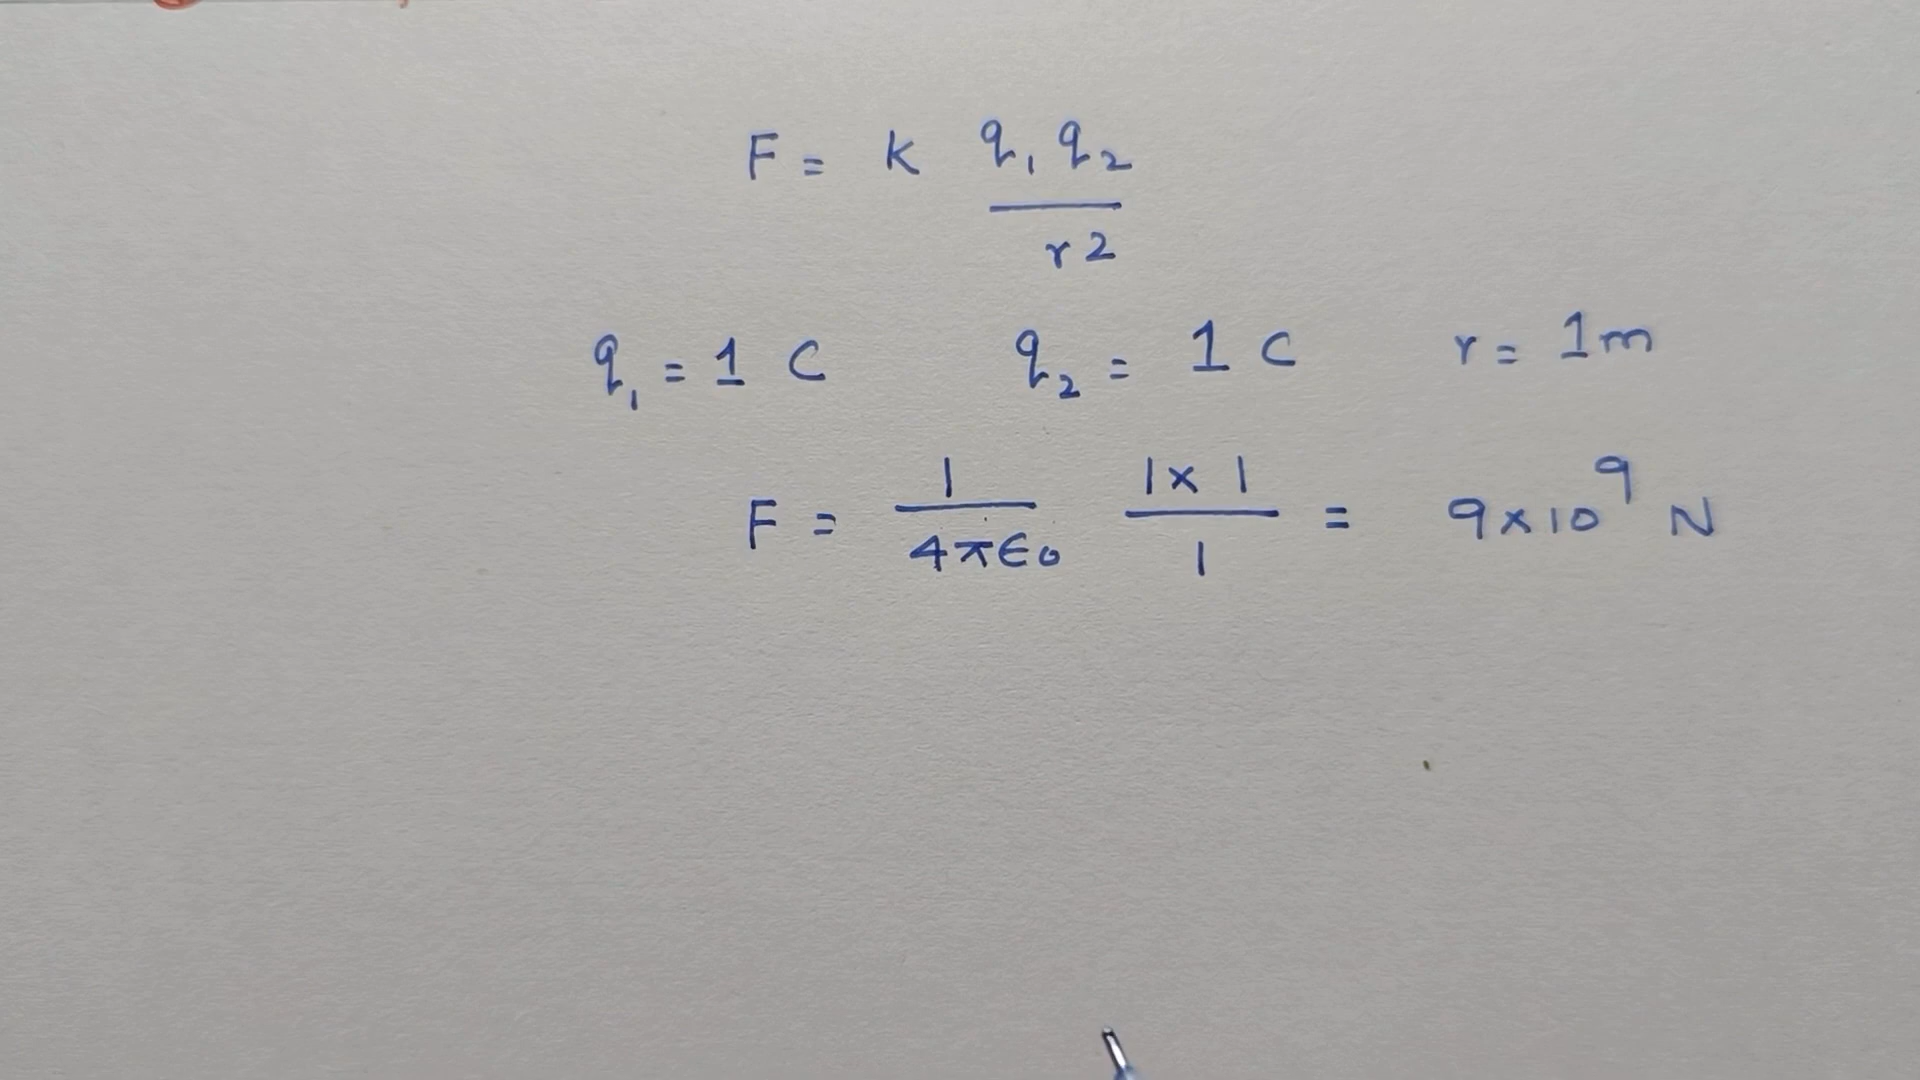 F = K q₁ q₂ / r2
q₁ = 1 C q₂ = 1 C r = 1m
F = 1 / 4πϵ₀ 1 x 1 / 1 = 9 x 10⁹ N